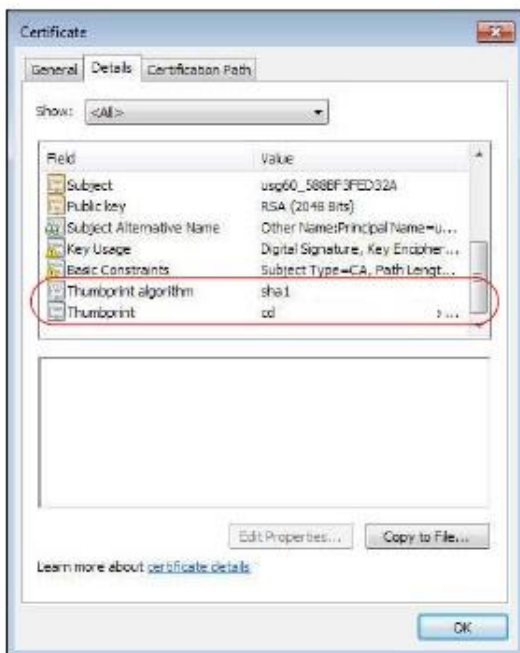 Certificate
General Details Certification Path
Show: <All>
Field Value
Subject usg60_588BF3FED32A
Public key RSA (2048 Bits)
Subject Alternative Name Other Name:Principal Name=u...
Key Usage Digital Signature, Key Encipher...
Basic Constraints Subject Type=CA, Path Lengt...
Thumbprint algorithm sha1
Thumbprint cd ...
Edit Properties... Copy to File...
Learn more about certificate details
OK